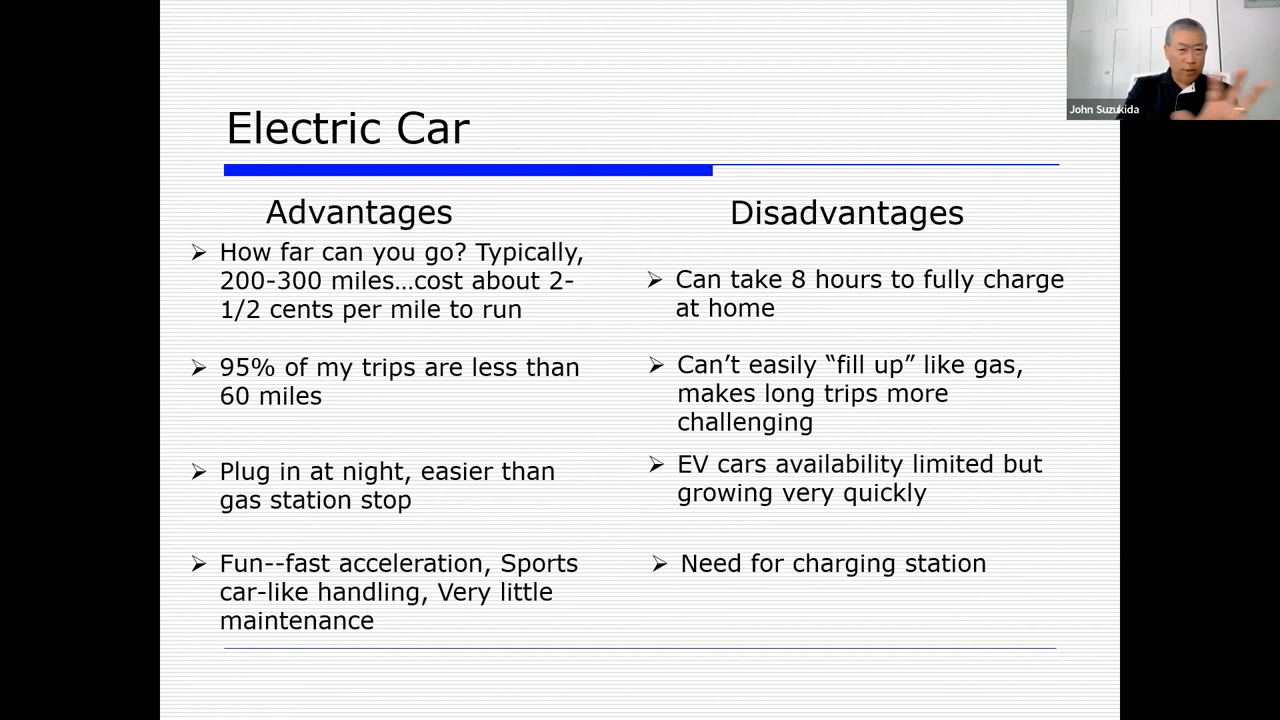 John Suzukida
Electric Car
Advantages
How far can you go? Typically,
200-300 miles…cost about 2-
1/2 cents per mile to run
95% of my trips are less than
60 miles
Plug in at night, easier than
gas station stop
Fun--fast acceleration, Sports
car-like handling, Very little
maintenance
Disadvantages
Can take 8 hours to fully charge
at home
Can’t easily “fill up” like gas,
makes long trips more
challenging
EV cars availability limited but
growing very quickly
Need for charging station